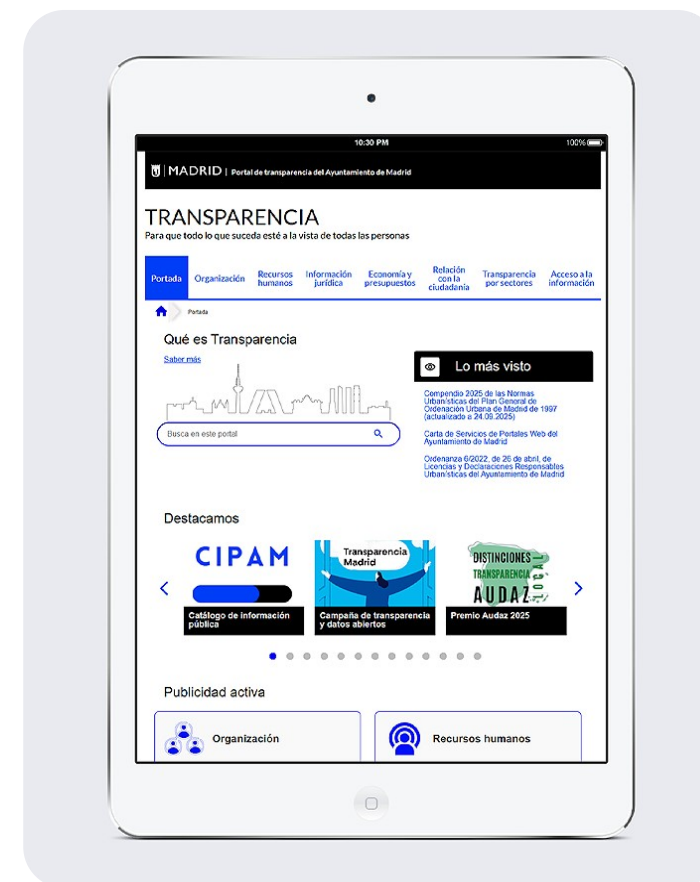 10:30 PM
100%
MADRID | Portal de transparencia del Ayuntamiento de Madrid
TRANSPARENCIA
Para que todo lo que suceda esté a la vista de todas las personas
Portada
Organización
Recursos
humanos
Información
jurídica
Economía y
presupuestos
Relación
con la
ciudadanía
Transparencia
por sectores
Acceso a la
información
Portada
Qué es Transparencia
Saber más
Busca en este portal
Lo más visto
Compendio 2025 de las Normas
Urbanísticas del Plan General de
Ordenación Urbana de Madrid de 1997
(actualizado a 24.09.2025)
Carta de Servicios de Portales Web del
Ayuntamiento de Madrid
Ordenanza 6/2022, de 26 de abril, de
Licencias y Declaraciones Responsables
Urbanísticas del Ayuntamiento de Madrid
Destacamos
CIPAM
Catálogo de información
pública
Transparencia
Madrid
Campaña de transparencia
y datos abiertos
DISTINCIONES
TRANSPARENCIA
AUDAZ
LOCAL
Premio Audaz 2025
Publicidad activa
Organización
Recursos humanos